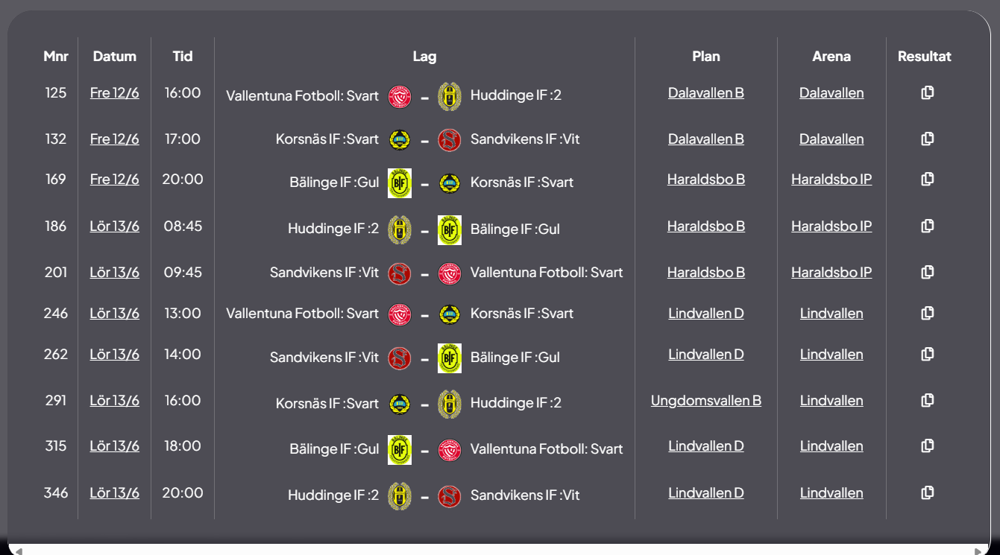 Mnr Datum Tid Lag Plan Arena Resultat
125 Fre 12/6 16:00 Vallentuna Fotboll: Svart - Huddinge IF :2 Dalavallen B Dalavallen
132 Fre 12/6 17:00 Korsnäs IF :Svart - Sandvikens IF :Vit Dalavallen B Dalavallen
169 Fre 12/6 20:00 Bälinge IF :Gul - Korsnäs IF :Svart Haraldsbo B Haraldsbo IP
186 Lör 13/6 08:45 Huddinge IF :2 - Bälinge IF :Gul Haraldsbo B Haraldsbo IP
201 Lör 13/6 09:45 Sandvikens IF :Vit - Vallentuna Fotboll: Svart Haraldsbo B Haraldsbo IP
246 Lör 13/6 13:00 Vallentuna Fotboll: Svart - Korsnäs IF :Svart Lindvallen D Lindvallen
262 Lör 13/6 14:00 Sandvikens IF :Vit - Bälinge IF :Gul Lindvallen D Lindvallen
291 Lör 13/6 16:00 Korsnäs IF :Svart - Huddinge IF :2 Ungdomsvallen B Lindvallen
315 Lör 13/6 18:00 Bälinge IF :Gul - Vallentuna Fotboll: Svart Lindvallen D Lindvallen
346 Lör 13/6 20:00 Huddinge IF :2 - Sandvikens IF :Vit Lindvallen D Lindvallen